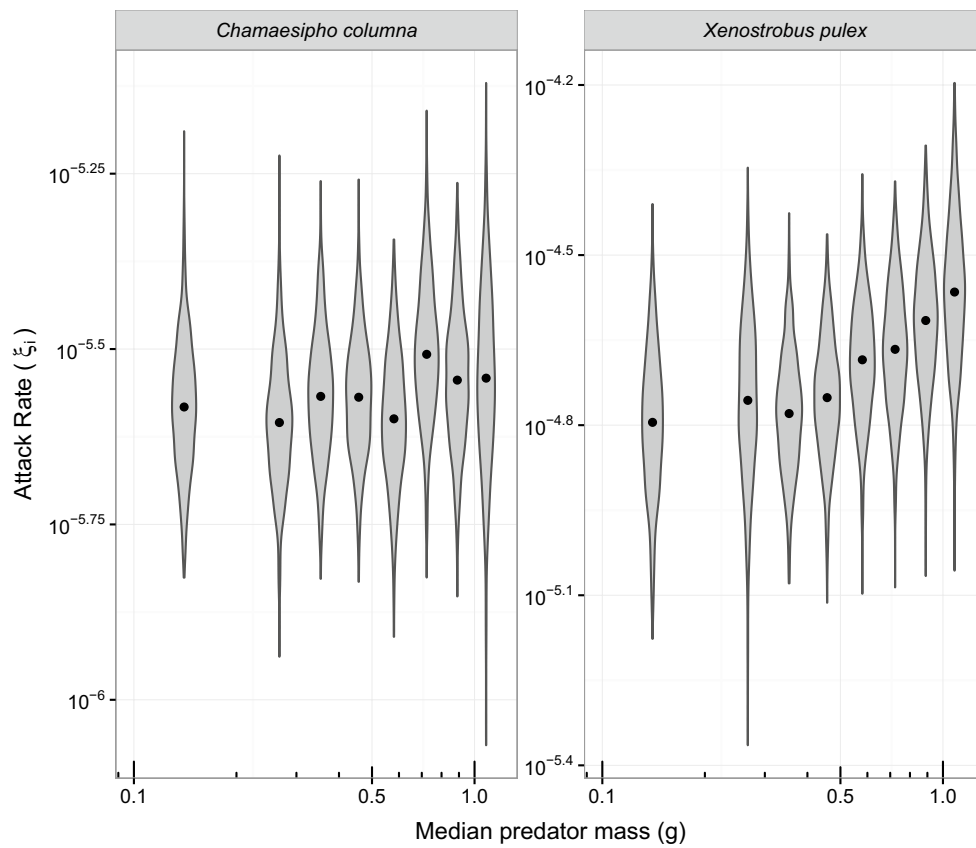 Chamaesipho columna
Xenostrobus pulex
Attack Rate ( ξi )
10^−5.25
10^−5.5
10^−5.75
10^−6
10^−4.2
10^−4.5
10^−4.8
10^−5.1
10^−5.4
0.1 0.5 1.0
0.1 0.5 1.0
Median predator mass (g)